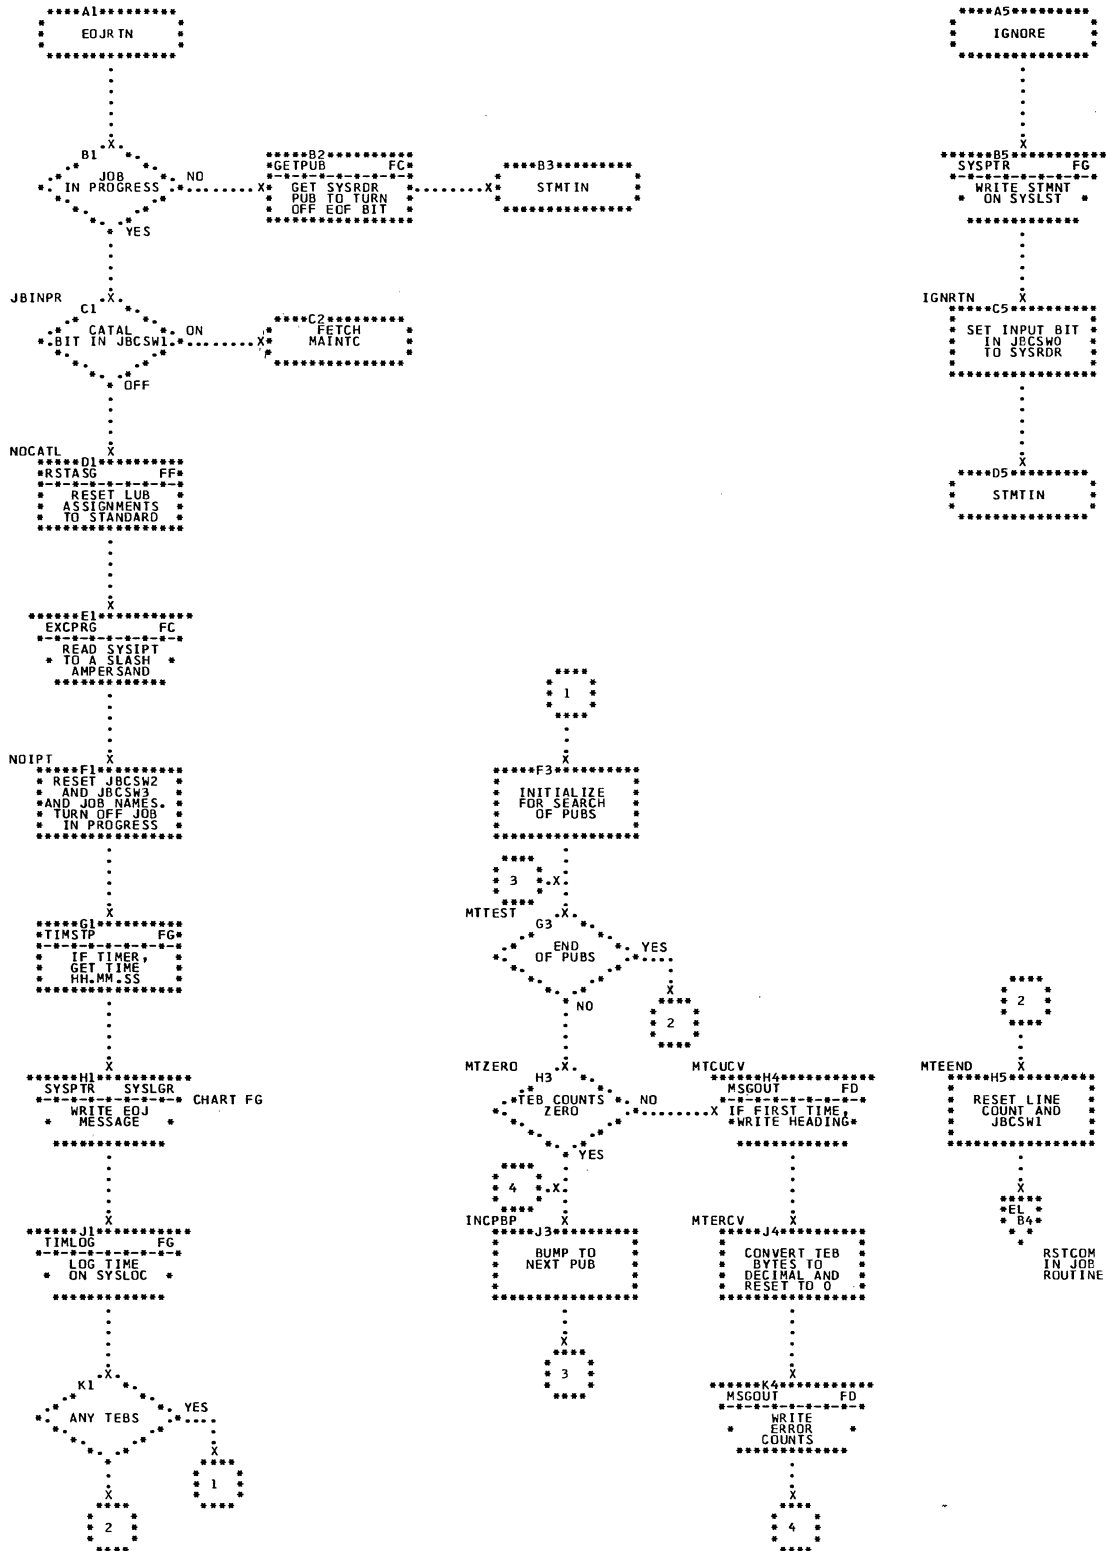 A1
EOJRTN
B1
JOB
IN PROGRESS
NO
YES
B2
GETPUB FC
GET SYSRDR
PUB TO TURN
OFF EOF BIT
B3
STMTIN
JBINPR
C1
CATAL
BIT IN JBCSW1
ON
OFF
C2
FETCH
MAINTC
NOCATL
D1
RSTASG FF
RESET LUB
ASSIGNMENTS
TO STANDARD
E1
EXCPRG FC
READ SYSIPT
TO A SLASH
AMPERSAND
NOIPT
F1
RESET JBCSW2
AND JBCSW3
AND JOB NAMES.
TURN OFF JOB
IN PROGRESS
G1
TIMSTP FG
IF TIMER,
GET TIME
HH.MM.SS
H1
SYSPTR SYSLGR
CHART FG
WRITE EOJ
MESSAGE
J1
TIMLOG FG
LOG TIME
ON SYSLOC
K1
ANY TEBS
YES
1
2
1
F3
INITIALIZE
FOR SEARCH
OF PUBS
3
MTTEST
G3
END
OF PUBS
YES
NO
2
MTZERO
H3
TEB COUNTS
ZERO
NO
YES
4
INCPBP
J3
BUMP TO
NEXT PUB
3
MTCUCV
H4
MSGOUT FD
IF FIRST TIME,
WRITE HEADING
MTERCV
J4
CONVERT TEB
BYTES TO
DECIMAL AND
RESET TO 0
K4
MSGOUT FD
WRITE
ERROR
COUNTS
4
A5
IGNORE
B5
SYSPTR FG
WRITE STMNT
ON SYSLST
IGNRTN
C5
SET INPUT BIT
IN JBCSW0
TO SYSRDR
D5
STMTIN
2
MTEEND
H5
RESET LINE
COUNT AND
JBCSW1
EL
B4
RSTCOM
IN JOB
ROUTINE